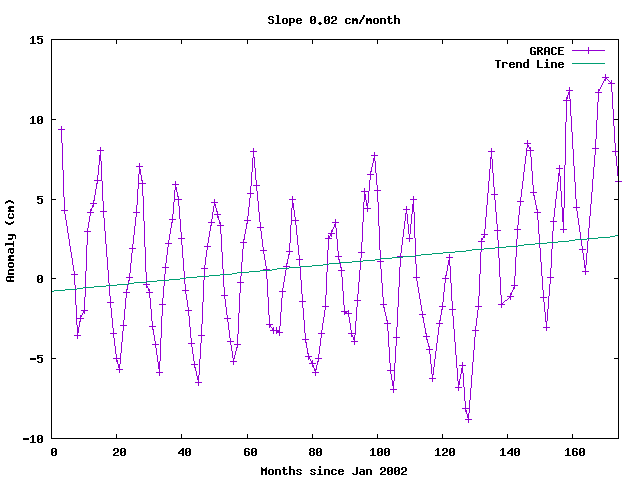 Slope 0.02 cm/month
GRACE
Trend Line
Anomaly (cm)
15
10
5
0
-5
-10
0 20 40 60 80 100 120 140 160
Months since Jan 2002